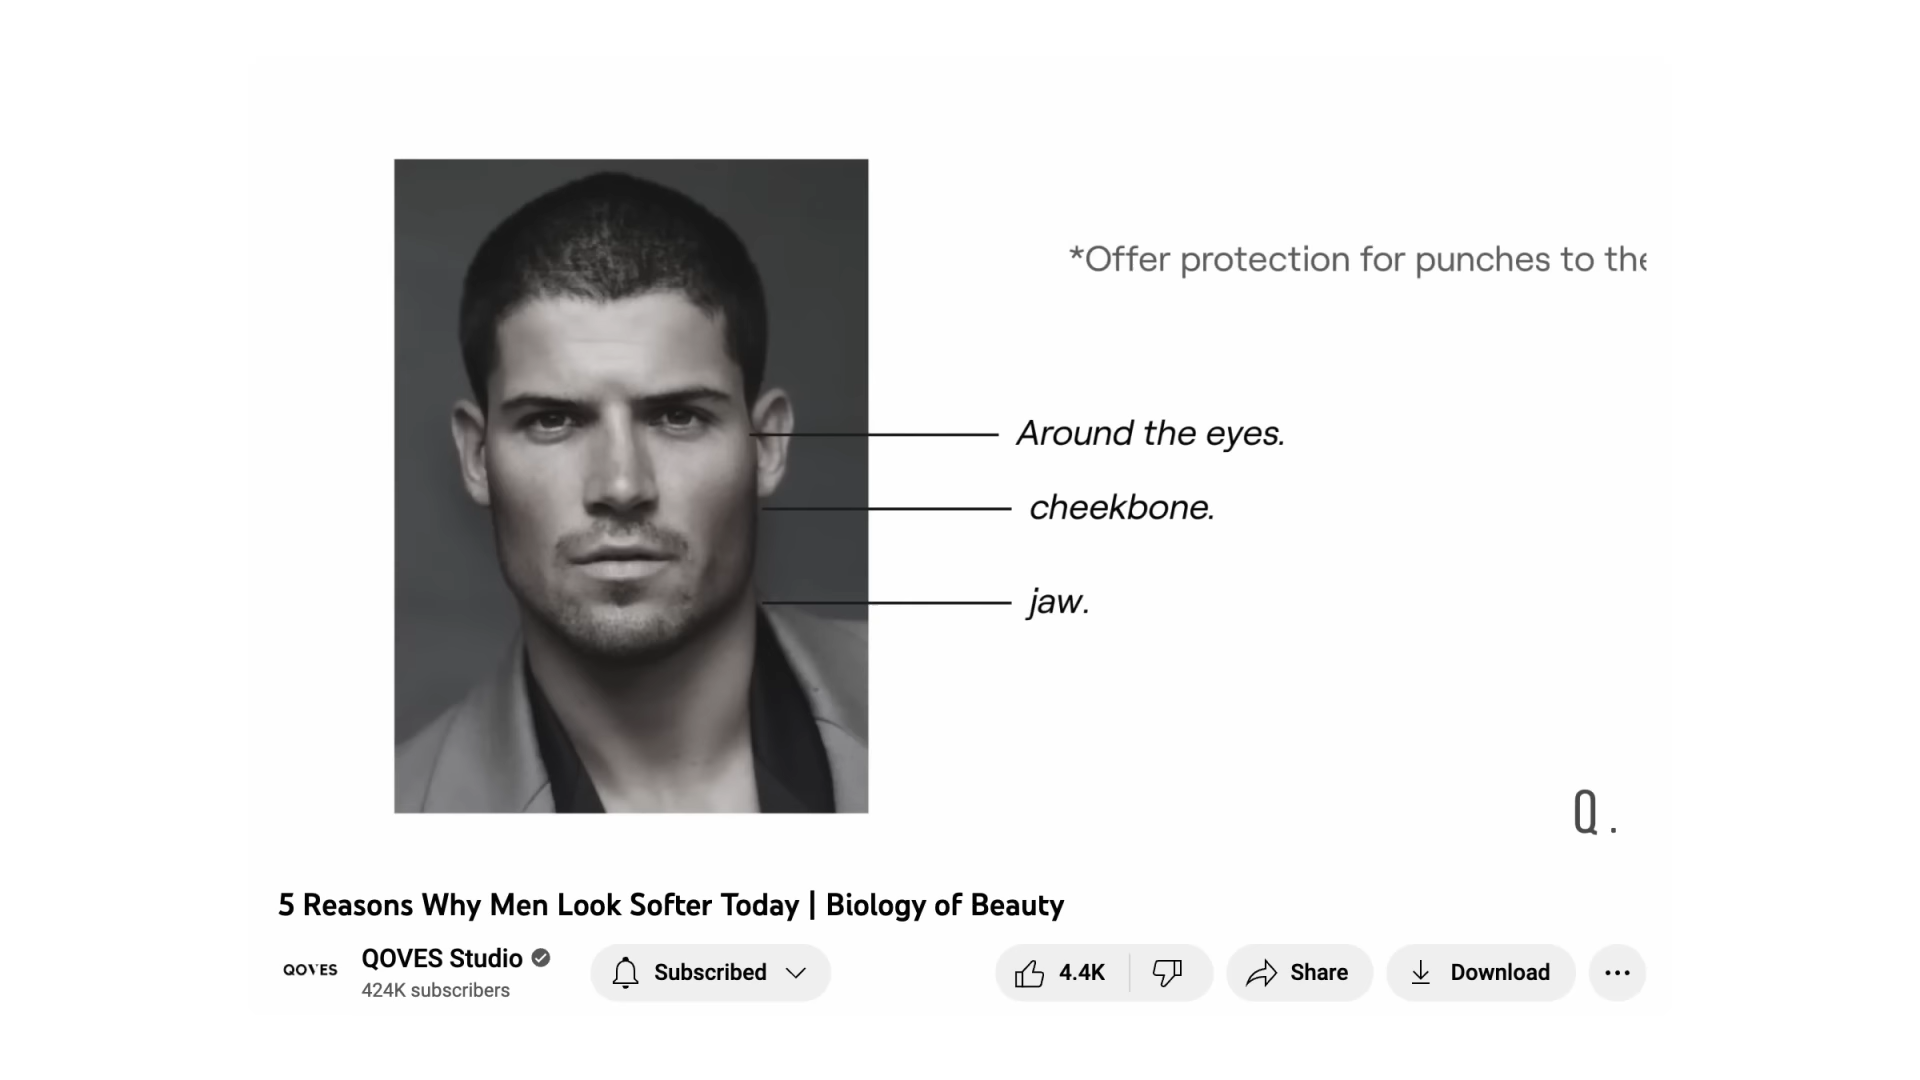 *Offer protection for punches to the
Around the eyes.
cheekbone.
jaw.
Q.
5 Reasons Why Men Look Softer Today | Biology of Beauty
QOVES
QOVES Studio
424K subscribers
Subscribed
4.4K
Share
Download